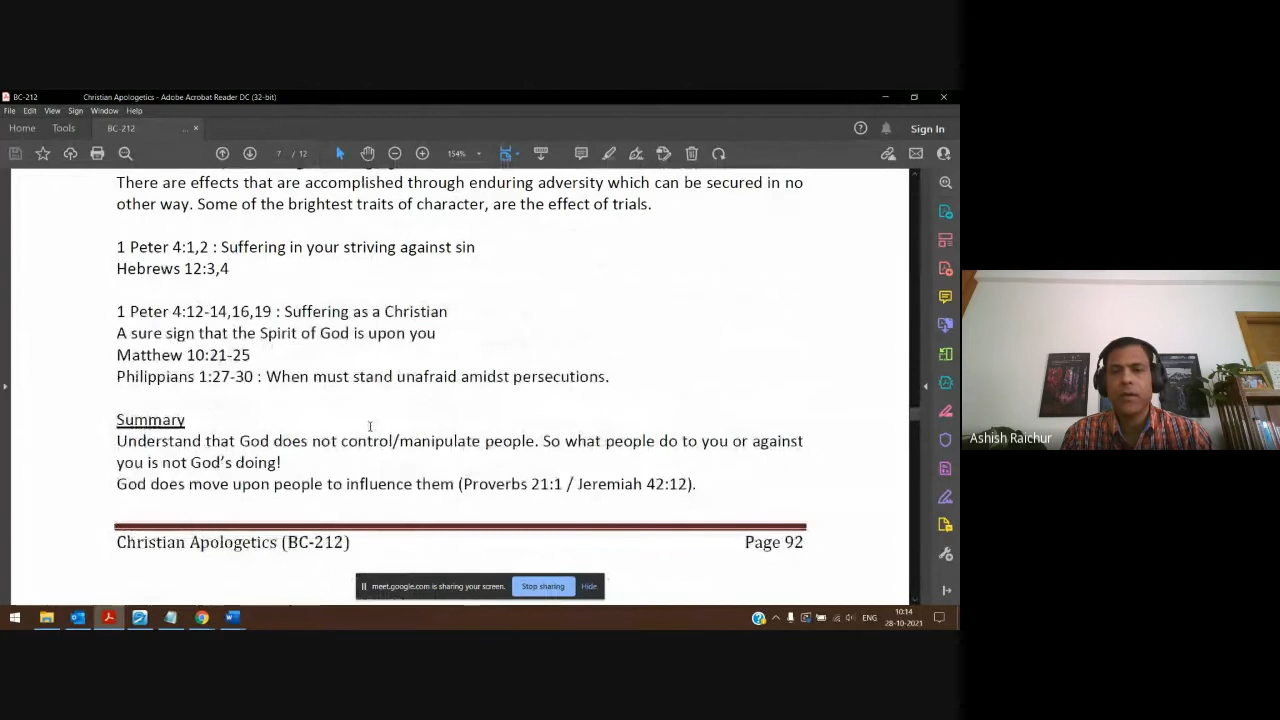 BC-212
Christian Apologetics - Adobe Acrobat Reader DC (32-bit)
File Edit View Sign Window Help
Home Tools BC-212 ... ×
Sign In
7 / 12
154%
There are effects that are accomplished through enduring adversity which can be secured in no
other way. Some of the brightest traits of character, are the effect of trials.
1 Peter 4:1,2 : Suffering in your striving against sin
Hebrews 12:3,4
1 Peter 4:12-14,16,19 : Suffering as a Christian
A sure sign that the Spirit of God is upon you
Matthew 10:21-25
Philippians 1:27-30 : When must stand unafraid amidst persecutions.
Summary
Understand that God does not control/manipulate people. So what people do to you or against
you is not God’s doing!
God does move upon people to influence them (Proverbs 21:1 / Jeremiah 42:12).
Christian Apologetics (BC-212) Page 92
meet.google.com is sharing your screen. Stop sharing Hide
ENG
10:14
28-10-2021
Ashish Raichur